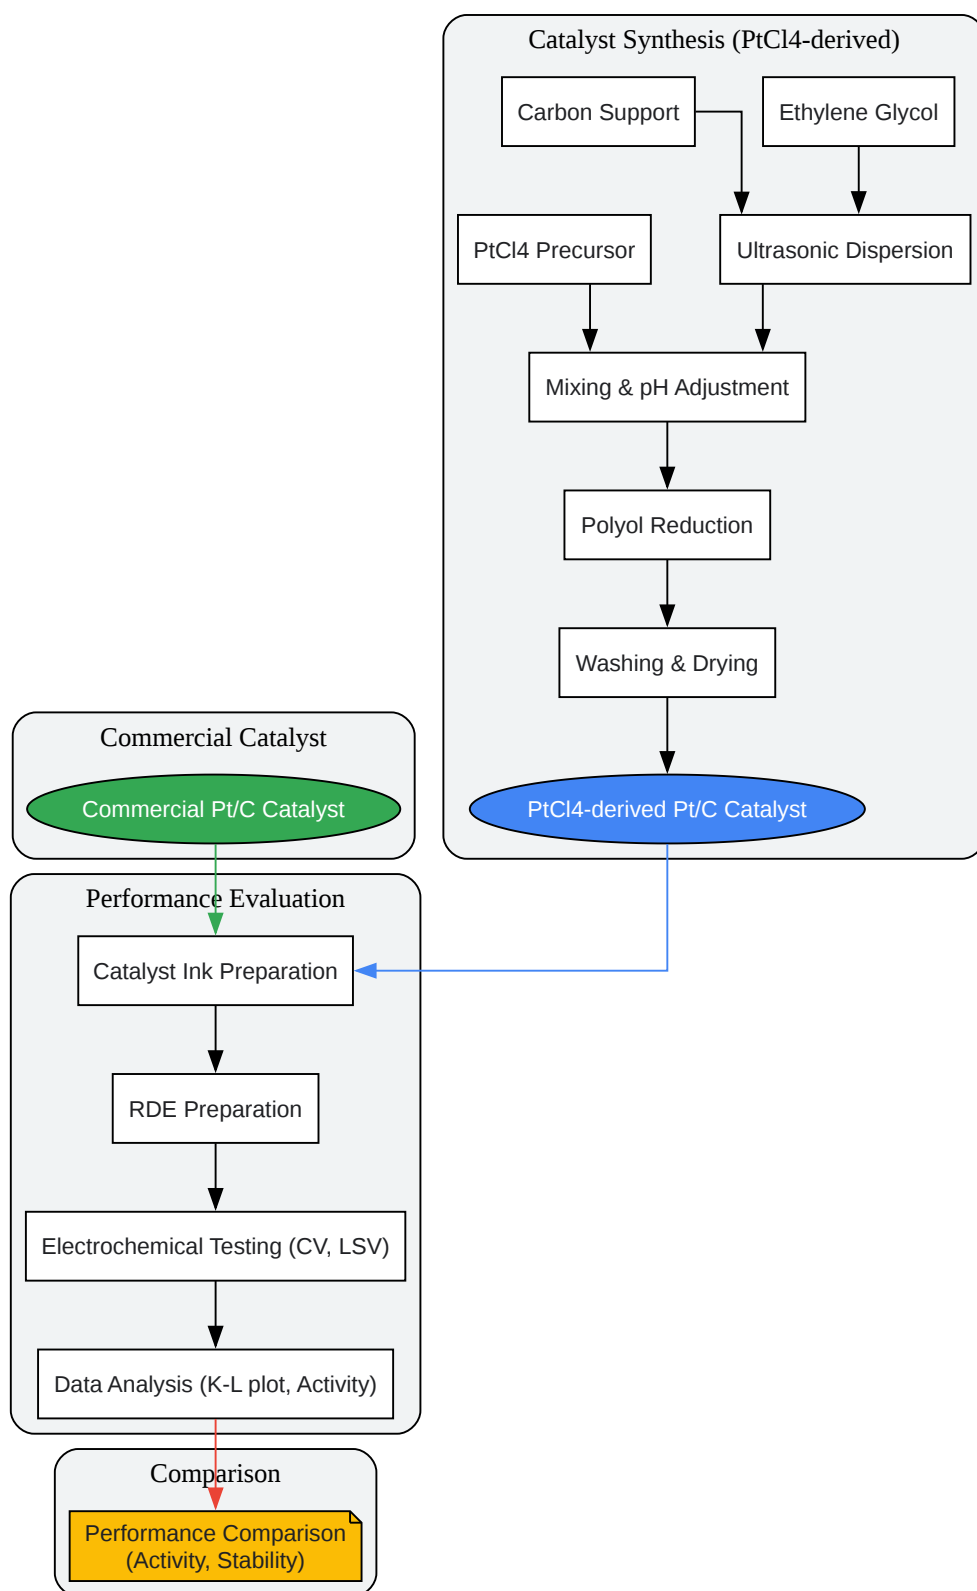 Catalyst Synthesis (PtCl4-derived)
Carbon Support
Ethylene Glycol
PtCl4 Precursor
Ultrasonic Dispersion
Mixing & pH Adjustment
Polyol Reduction
Washing & Drying
PtCl4-derived Pt/C Catalyst
Commercial Catalyst
Commercial Pt/C Catalyst
Performance Evaluation
Catalyst Ink Preparation
RDE Preparation
Electrochemical Testing (CV, LSV)
Data Analysis (K-L plot, Activity)
Comparison
Performance Comparison
(Activity, Stability)